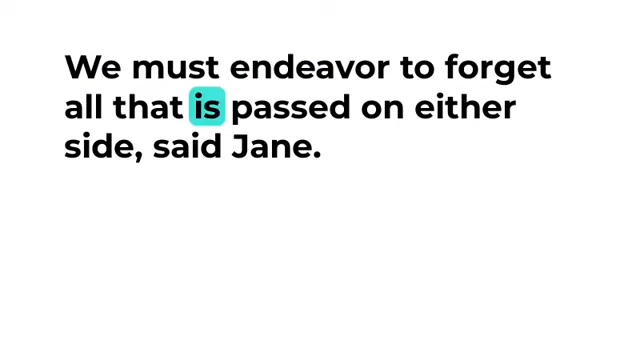 We must endeavor to forget
all that is passed on either
side, said Jane.